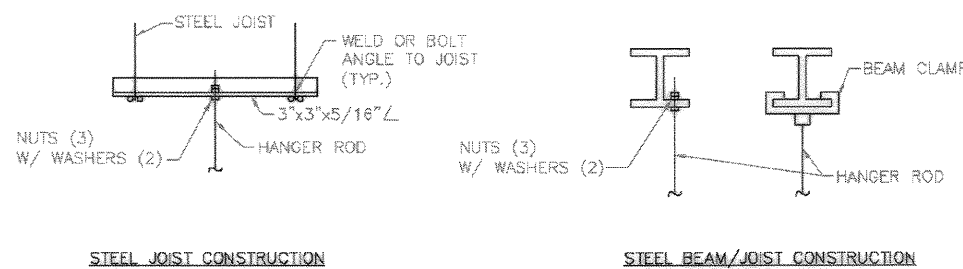 STEEL JOIST
WELD OR BOLT
ANGLE TO JOIST
(TYP.)
3"x3"x5/16"∠
NUTS (3)
W/ WASHERS (2)
HANGER ROD
STEEL JOIST CONSTRUCTION
BEAM CLAMP
NUTS (3)
W/ WASHERS (2)
HANGER ROD
STEEL BEAM/JOIST CONSTRUCTION